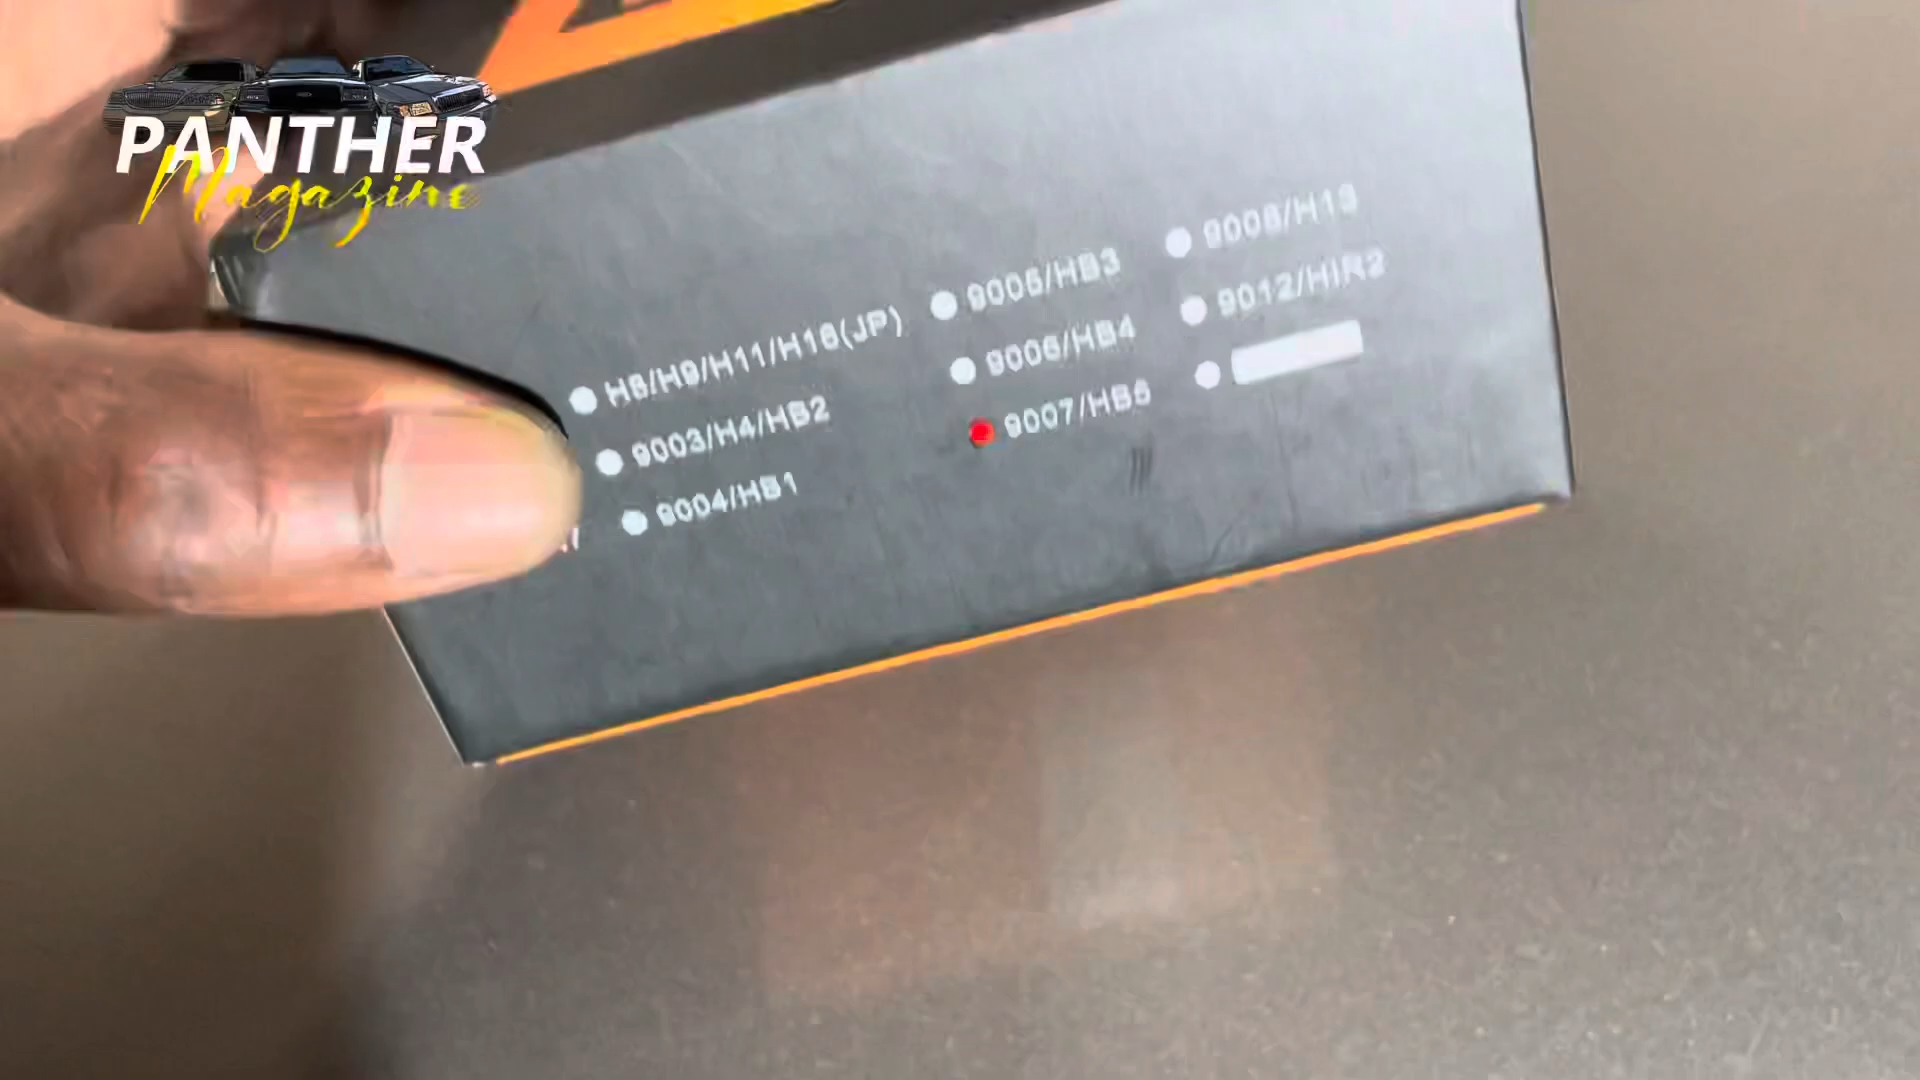 PANTHER
Magazine
H8/H9/H11/H16(JP)
9003/H4/HB2
9004/HB1
9005/HB3
9006/HB4
9007/HB5
9008/H13
9012/HIR2